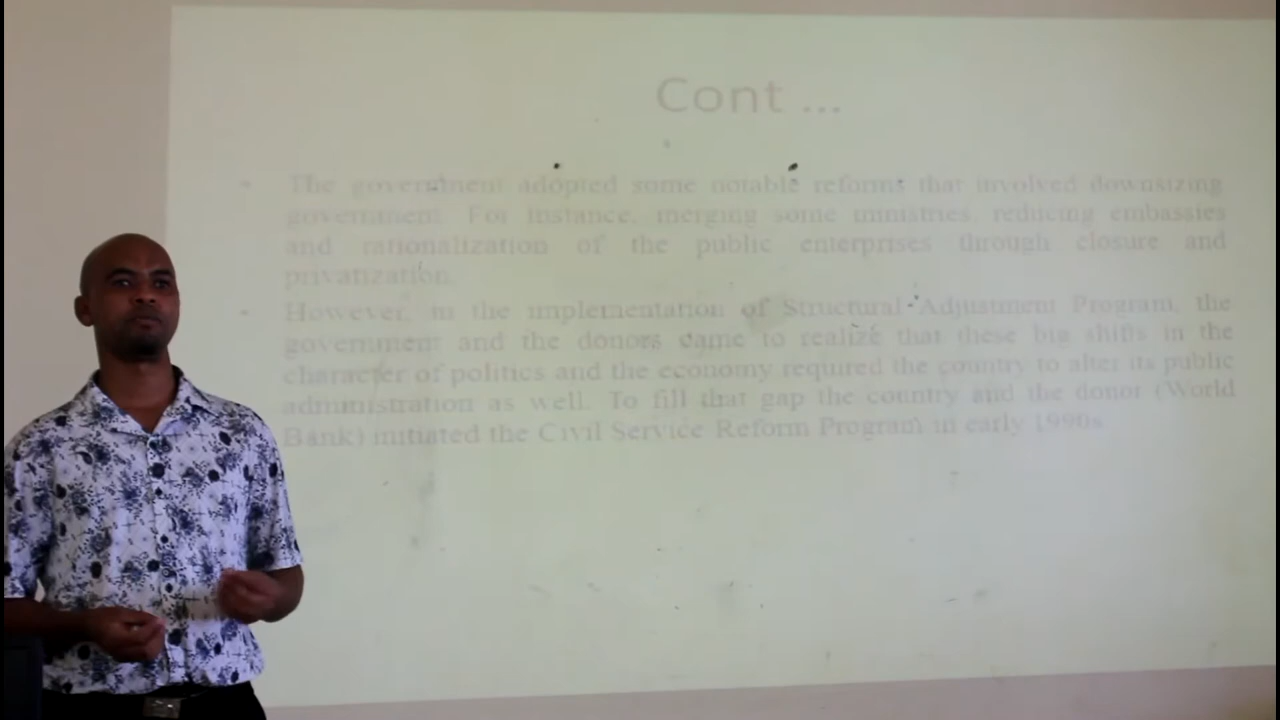 Cont ...
- The government adopted some notable reforms that involved downsizing
government. For instance, merging some ministries, reducing embassies
and rationalization of the public enterprises through closure and
privatization.
- However, in the implementation of Structural Adjustment Program, the
government and the donors came to realize that these big shifts in the
character of politics and the economy required the country to alter its public
administration as well. To fill that gap the country and the donor (World
Bank) initiated the Civil Service Reform Program in early 1990s